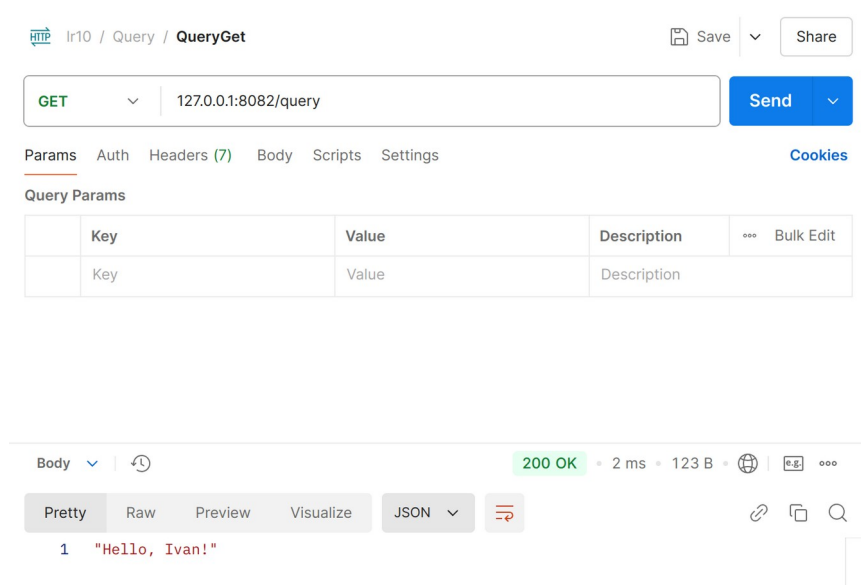 HTTP lr10 / Query / QueryGet Save Share
GET 127.0.0.1:8082/query Send
Params Auth Headers (7) Body Scripts Settings Cookies
Query Params
Key Value Description Bulk Edit
Key Value Description
Body 200 OK • 2 ms • 123 B • e.g.
Pretty Raw Preview Visualize JSON
1 "Hello, Ivan!"